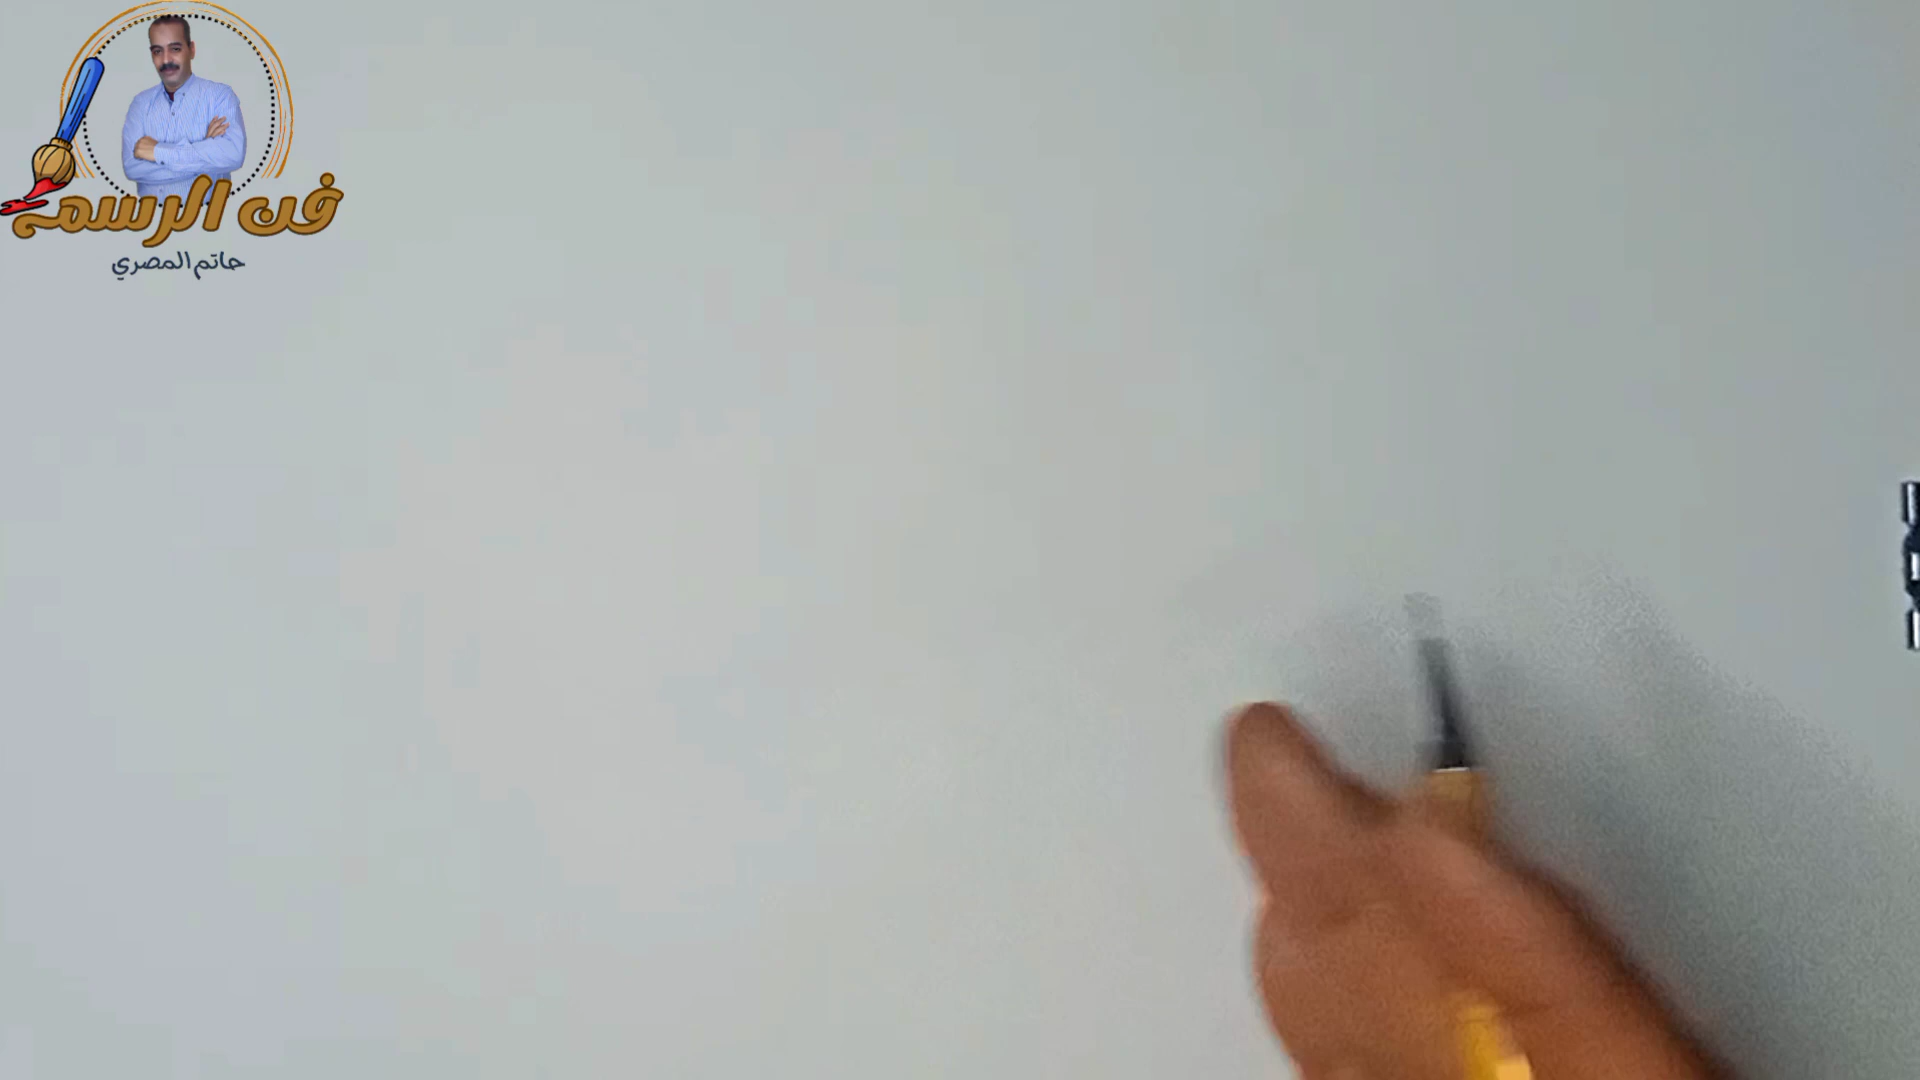 فن الرسم
حاتم المصري